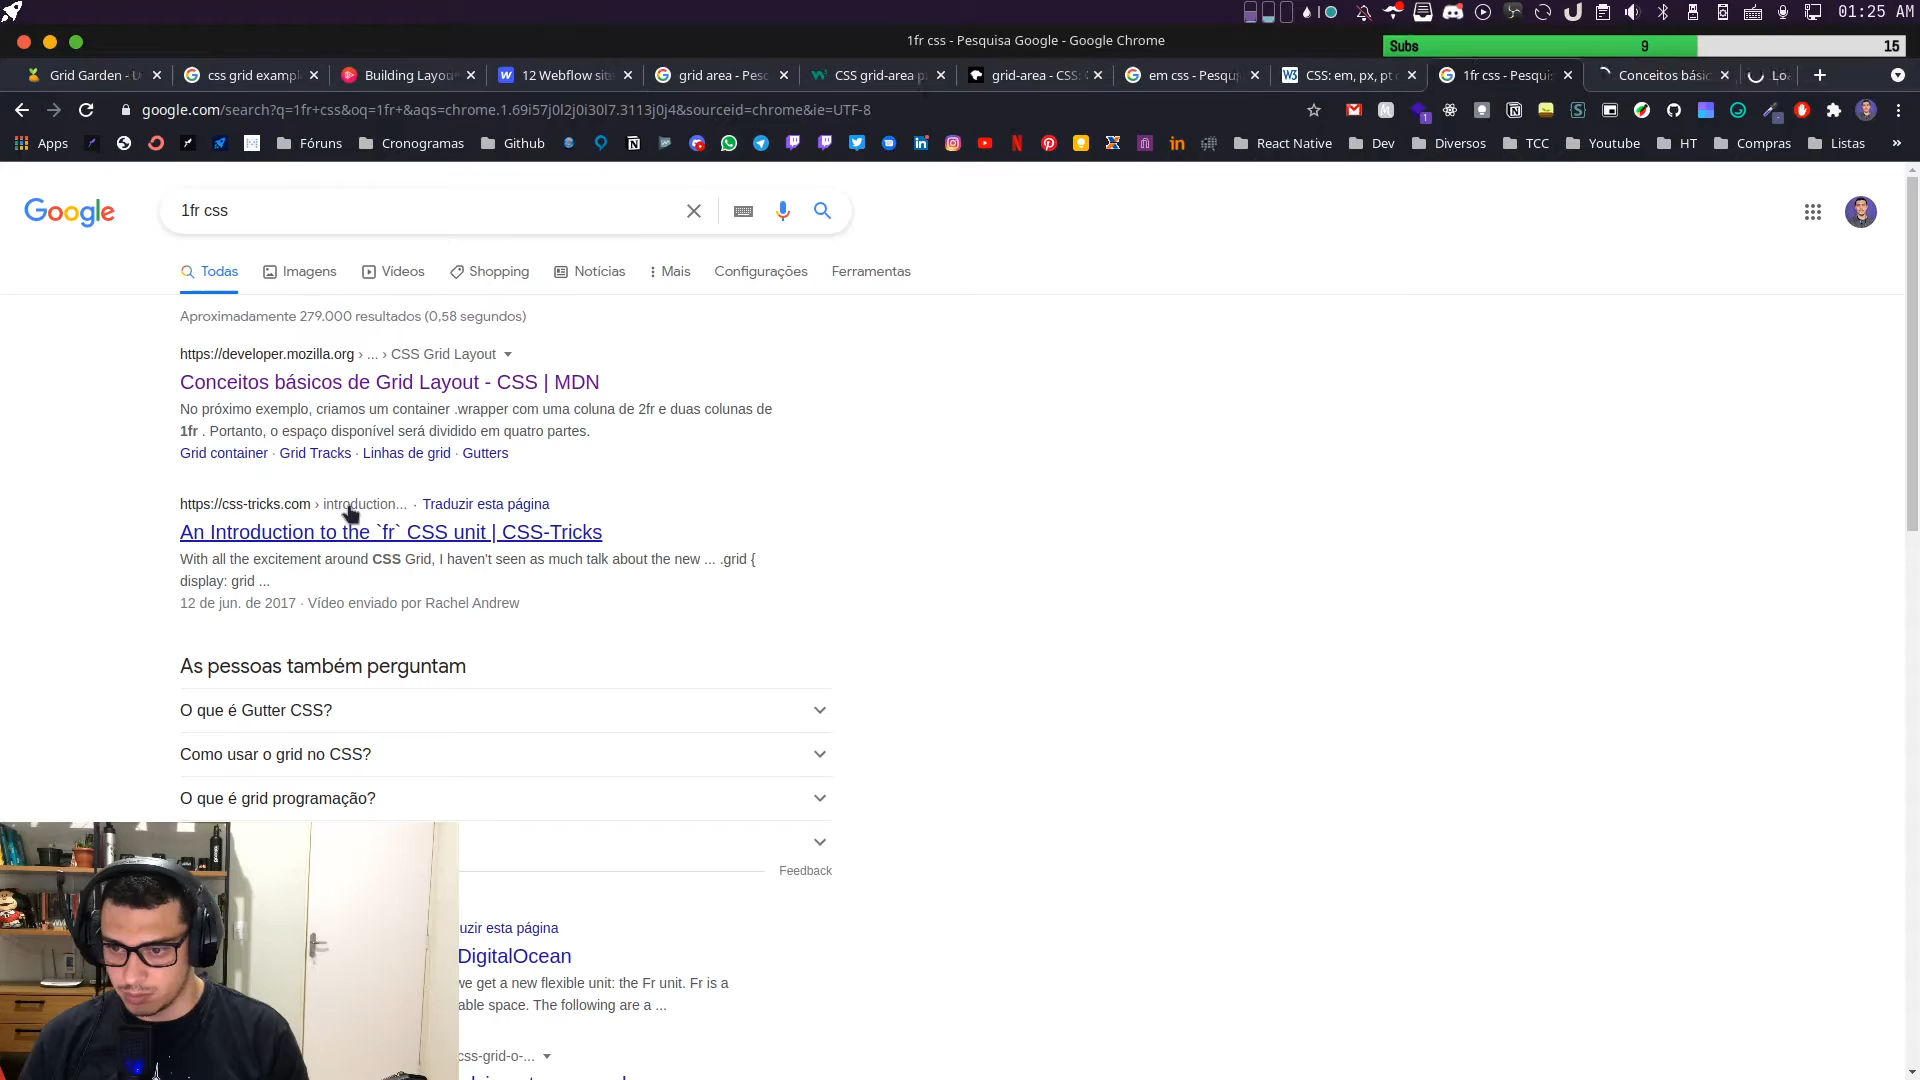 01:25 AM
1fr css - Pesquisa Google - Google Chrome
Subs 9 15
Grid Garden - U
css grid exampl
Building Layou
12 Webflow sit
grid area - Pesc
CSS grid-area p
grid-area - CSS:
em css - Pesqu
CSS: em, px, pt
1fr css - Pesqui
Conceitos básic
Lo
google.com/search?q=1fr+css&oq=1fr+&aqs=chrome.1.69i57j0l2j0i30l7.3113j0j4&sourceid=chrome&ie=UTF-8
Apps Fóruns Cronogramas Github React Native Dev Diversos TCC Youtube HT Compras Listas »
Google
1fr css
Todas Imagens Vídeos Shopping Notícias Mais Configurações Ferramentas
Aproximadamente 279.000 resultados (0,58 segundos)
https://developer.mozilla.org › ... › CSS Grid Layout
Conceitos básicos de Grid Layout - CSS | MDN
No próximo exemplo, criamos um container .wrapper com uma coluna de 2fr e duas colunas de
1fr . Portanto, o espaço disponível será dividido em quatro partes.
Grid container · Grid Tracks · Linhas de grid · Gutters
https://css-tricks.com › introduction... · Traduzir esta página
An Introduction to the `fr` CSS unit | CSS-Tricks
With all the excitement around CSS Grid, I haven't seen as much talk about the new ... .grid {
display: grid ...
12 de jun. de 2017 · Vídeo enviado por Rachel Andrew
As pessoas também perguntam
O que é Gutter CSS?
Como usar o grid no CSS?
O que é grid programação?
Feedback
uzir esta página
DigitalOcean
we get a new flexible unit: the Fr unit. Fr is a
able space. The following are a ...
css-grid-o-...